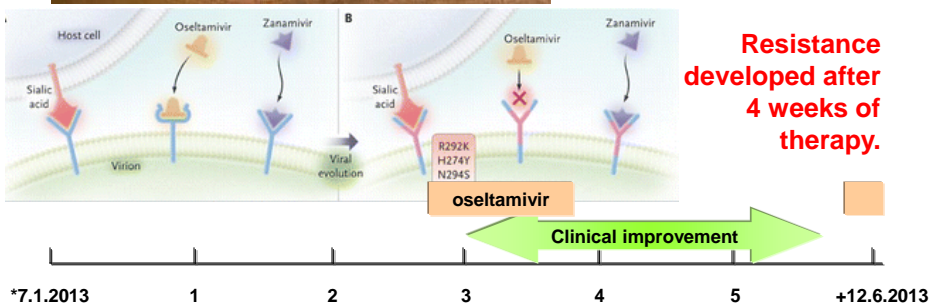 B
Host cell
Oseltamivir
Zanamivir
Sialic
acid
Virion
Viral
evolution
Oseltamivir
Zanamivir
Sialic
acid
R292K
H274Y
N294S
Resistance
developed after
4 weeks of
therapy.
oseltamivir
Clinical improvement
*7.1.2013 1 2 3 4 5 +12.6.2013